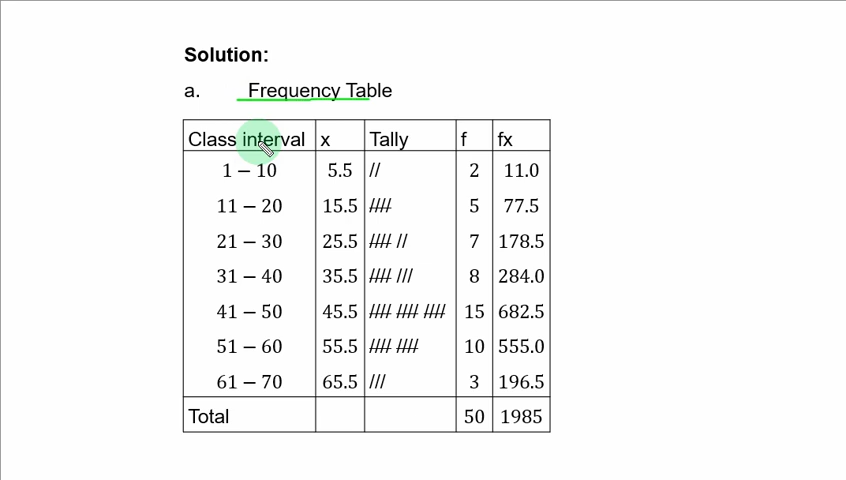 Solution:
a. Frequency Table
Class interval x Tally f fx
1 – 10 5.5 // 2 11.0
11 – 20 15.5 //// 5 77.5
21 – 30 25.5 //// // 7 178.5
31 – 40 35.5 //// /// 8 284.0
41 – 50 45.5 //// //// //// 15 682.5
51 – 60 55.5 //// //// 10 555.0
61 – 70 65.5 /// 3 196.5
Total 50 1985